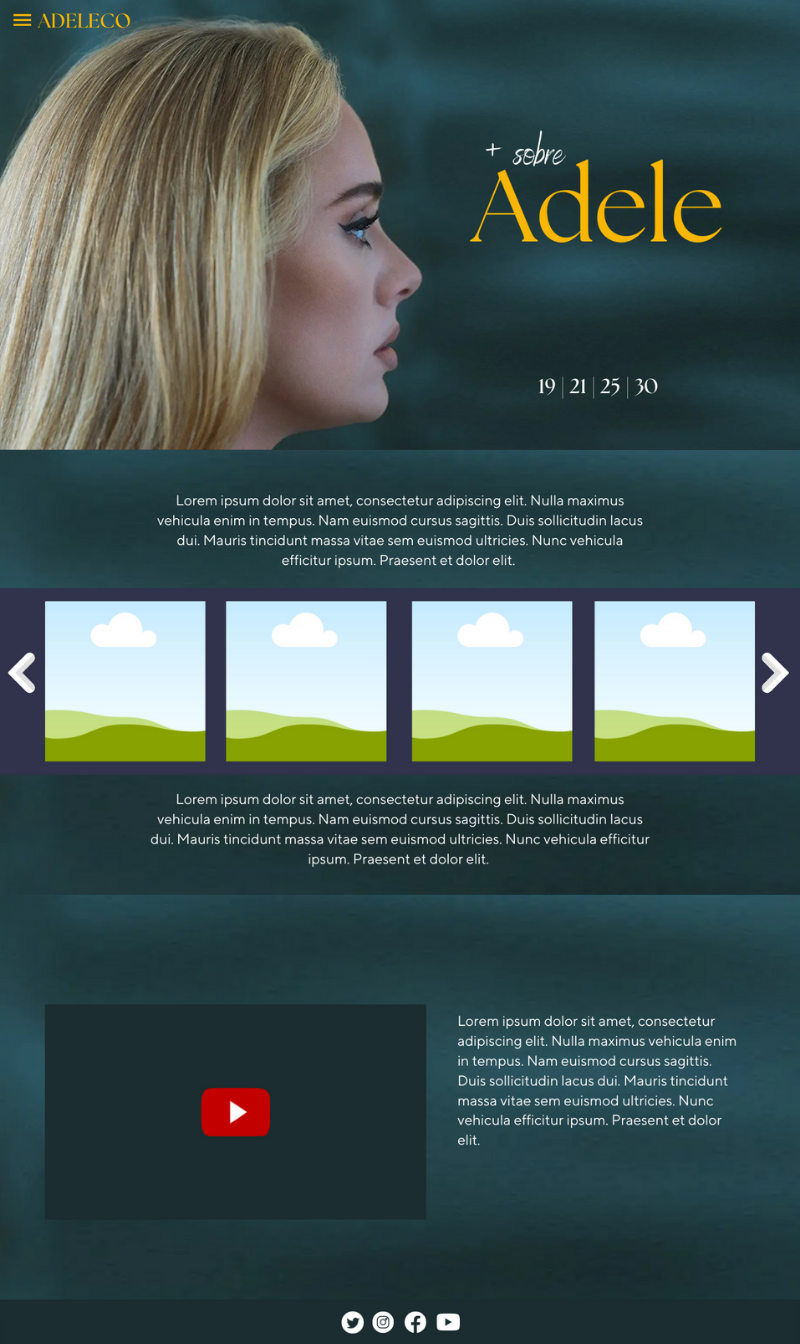 ADELECO
+ sobre
Adele
19 | 21 | 25 | 30
Lorem ipsum dolor sit amet, consectetur adipiscing elit. Nulla maximus
vehicula enim in tempus. Nam euismod cursus sagittis. Duis sollicitudin lacus
dui. Mauris tincidunt massa vitae sem euismod ultricies. Nunc vehicula
efficitur ipsum. Praesent et dolor elit.
Lorem ipsum dolor sit amet, consectetur adipiscing elit. Nulla maximus
vehicula enim in tempus. Nam euismod cursus sagittis. Duis sollicitudin lacus
dui. Mauris tincidunt massa vitae sem euismod ultricies. Nunc vehicula efficitur
ipsum. Praesent et dolor elit.
Lorem ipsum dolor sit amet, consectetur
adipiscing elit. Nulla maximus vehicula enim
in tempus. Nam euismod cursus sagittis.
Duis sollicitudin lacus dui. Mauris tincidunt
massa vitae sem euismod ultricies. Nunc
vehicula efficitur ipsum. Praesent et dolor
elit.